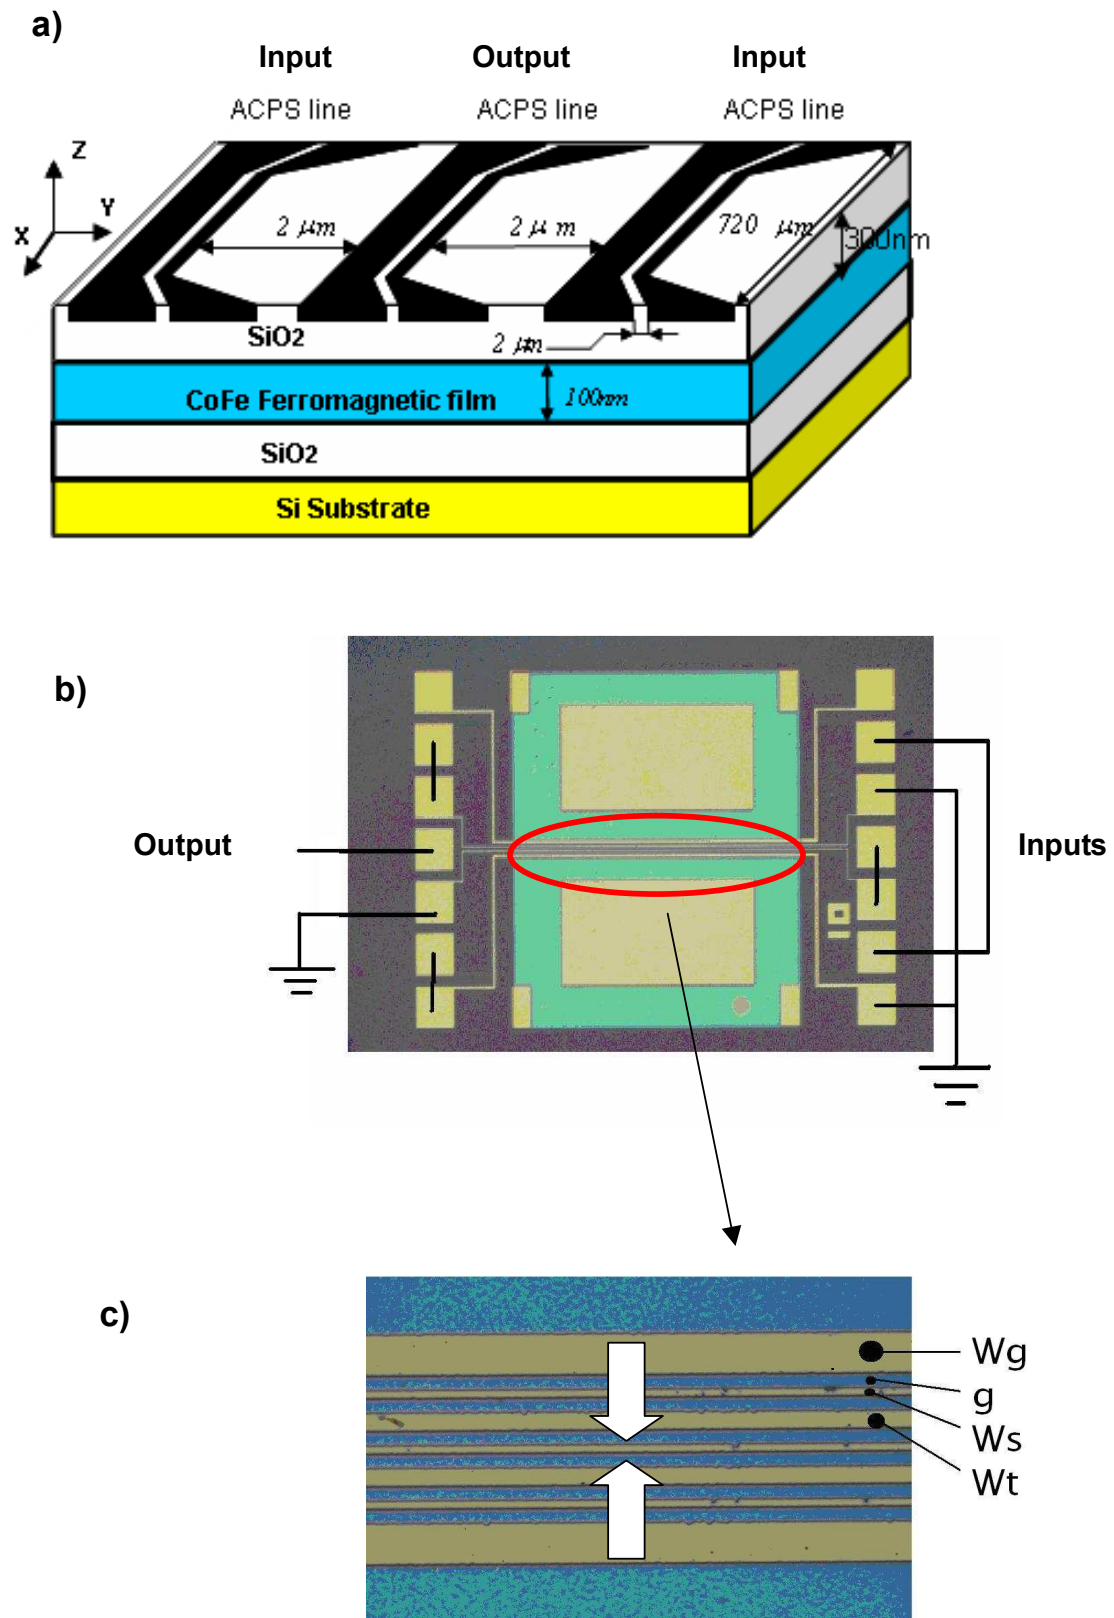 a)
Input Output Input
ACPS line ACPS line ACPS line
Z
Y
X
2 μm 2 μ m 720 μm
300nm
SiO2
2 μm
CoFe Ferromagnetic film 100nm
SiO2
Si Substrate
b)
Output Inputs
c)
Wg
g
Ws
Wt